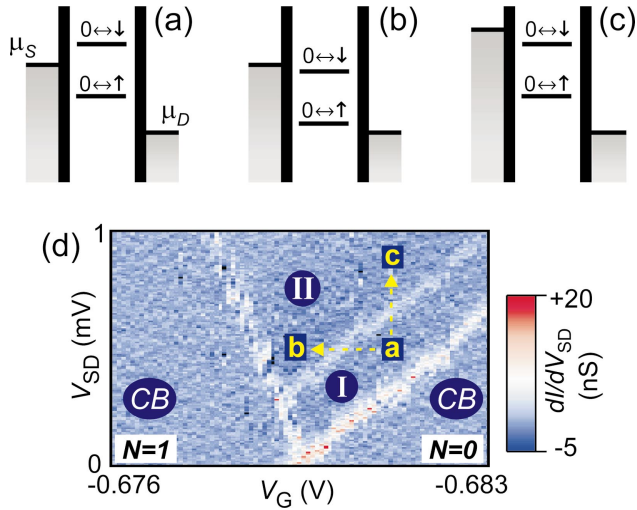 (a)
0↔↓
μS
0↔↑
μD
(b)
0↔↓
0↔↑
(c)
0↔↓
0↔↑
(d)
1
VSD (mV)
0
II
c
b
a
I
CB
CB
N=1
N=0
-0.676
VG (V)
-0.683
+20
dI/dVSD
(nS)
-5